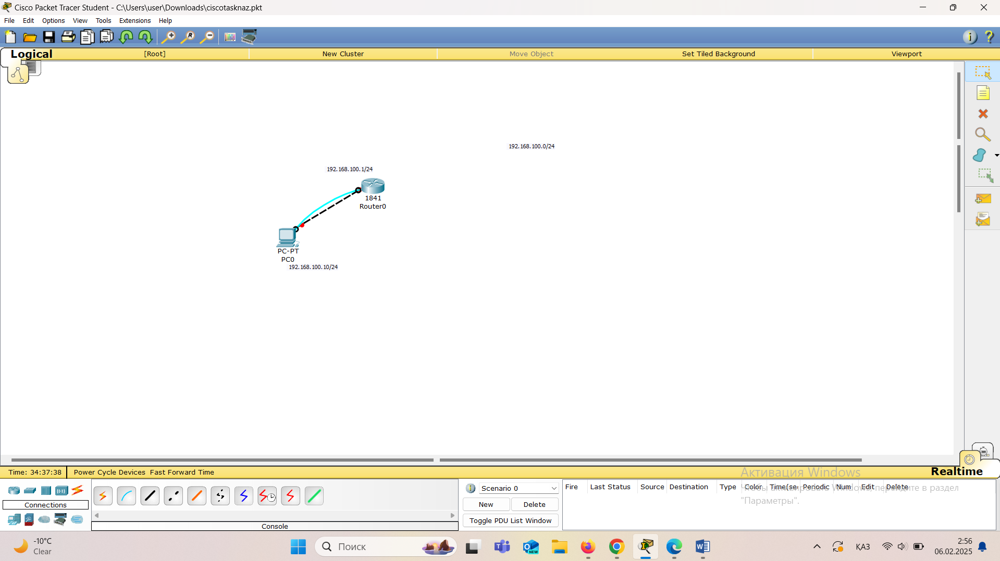 Cisco Packet Tracer Student - C:\Users\user\Downloads\ciscotasknaz.pkt
File Edit Options View Tools Extensions Help
Logical [Root] New Cluster Move Object Set Tiled Background Viewport
192.168.100.0/24
192.168.100.1/24
1841
Router0
PC-PT
PC0
192.168.100.10/24
Time: 34:37:38 Power Cycle Devices Fast Forward Time Realtime
Активация Windows
Чтобы активировать Windows, перейдите в раздел
"Параметры".
Connections
Console
Scenario 0
New Delete
Toggle PDU List Window
Fire Last Status Source Destination Type Color Time(se Periodic Num Edit Delete
-10°C
Clear
Поиск
NEW
ҚАЗ
2:56
06.02.2025